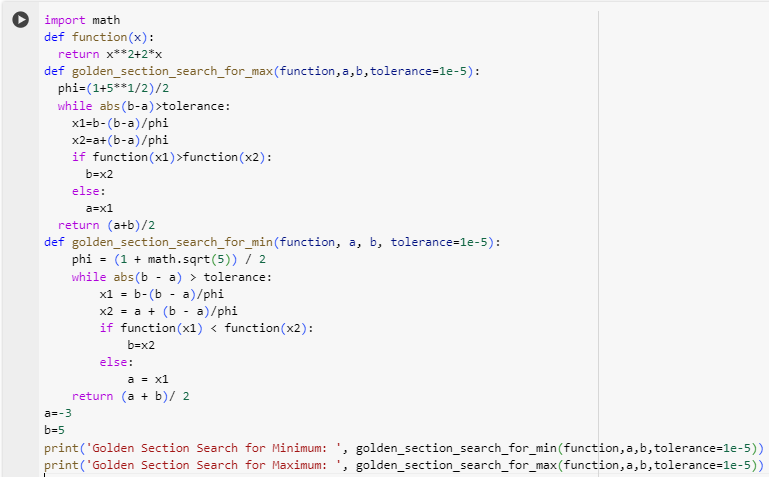 import math
def function(x):
  return x**2+2*x
def golden_section_search_for_max(function,a,b,tolerance=1e-5):
  phi=(1+5**1/2)/2
  while abs(b-a)>tolerance:
    x1=b-(b-a)/phi
    x2=a+(b-a)/phi
    if function(x1)>function(x2):
      b=x2
    else:
      a=x1
  return (a+b)/2
def golden_section_search_for_min(function, a, b, tolerance=1e-5):
    phi = (1 + math.sqrt(5)) / 2
    while abs(b - a) > tolerance:
        x1 = b-(b - a)/phi
        x2 = a + (b - a)/phi
        if function(x1) < function(x2):
            b=x2
        else:
            a = x1
    return (a + b)/ 2
a=-3
b=5
print('Golden Section Search for Minimum: ', golden_section_search_for_min(function,a,b,tolerance=1e-5))
print('Golden Section Search for Maximum: ', golden_section_search_for_max(function,a,b,tolerance=1e-5))